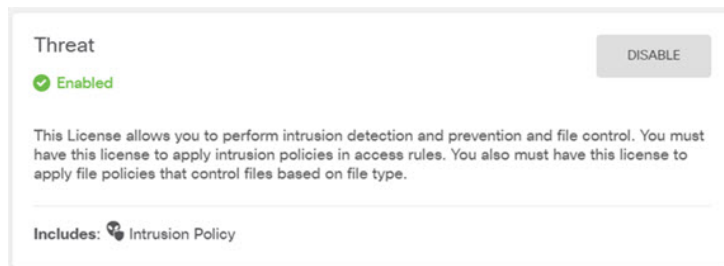 Threat
DISABLE
Enabled
This License allows you to perform intrusion detection and prevention and file control. You must
have this license to apply intrusion policies in access rules. You also must have this license to
apply file policies that control files based on file type.
Includes: Intrusion Policy